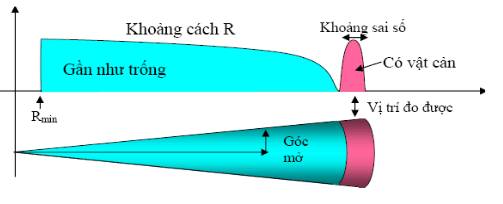 Khoảng cách R
Khoảng sai số
Gần như trống
Có vật cản
Rmin
Vị trí đo được
Góc
mở